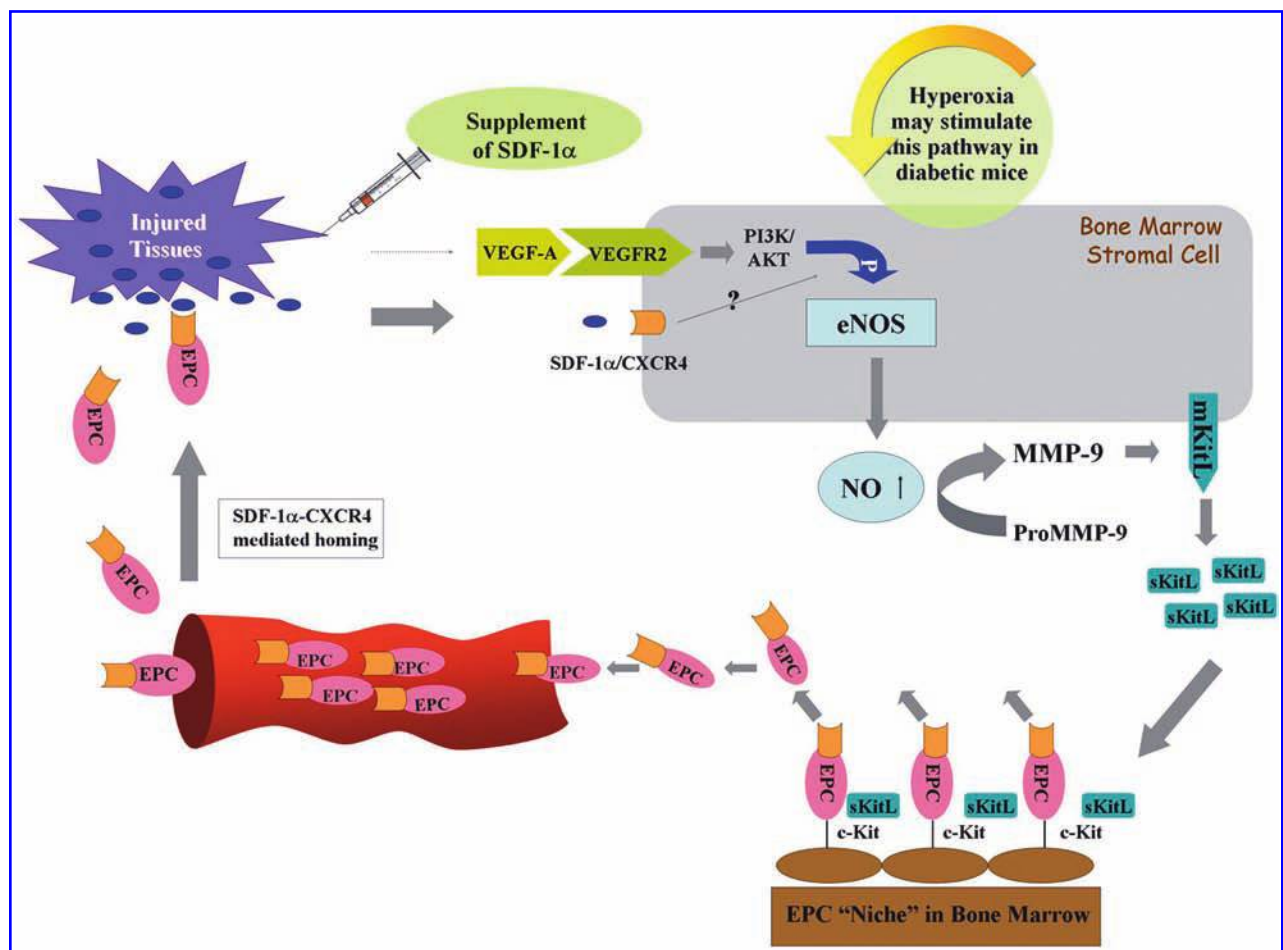 Supplement
of SDF-1α
Hyperoxia
may stimulate
this pathway in
diabetic mice
Injured
Tissues
Bone Marrow
Stromal Cell
VEGF-A
VEGFR2
PI3K/
AKT
P
?
eNOS
SDF-1α/CXCR4
EPC
EPC
mKitL
MMP-9
NO ↑
ProMMP-9
SDF-1α-CXCR4
mediated homing
sKitL
sKitL
sKitL
sKitL
EPC
EPC
EPC
EPC
EPC
EPC
EPC
EPC
EPC
EPC
EPC
EPC
sKitL
sKitL
sKitL
c-Kit
c-Kit
c-Kit
EPC “Niche” in Bone Marrow